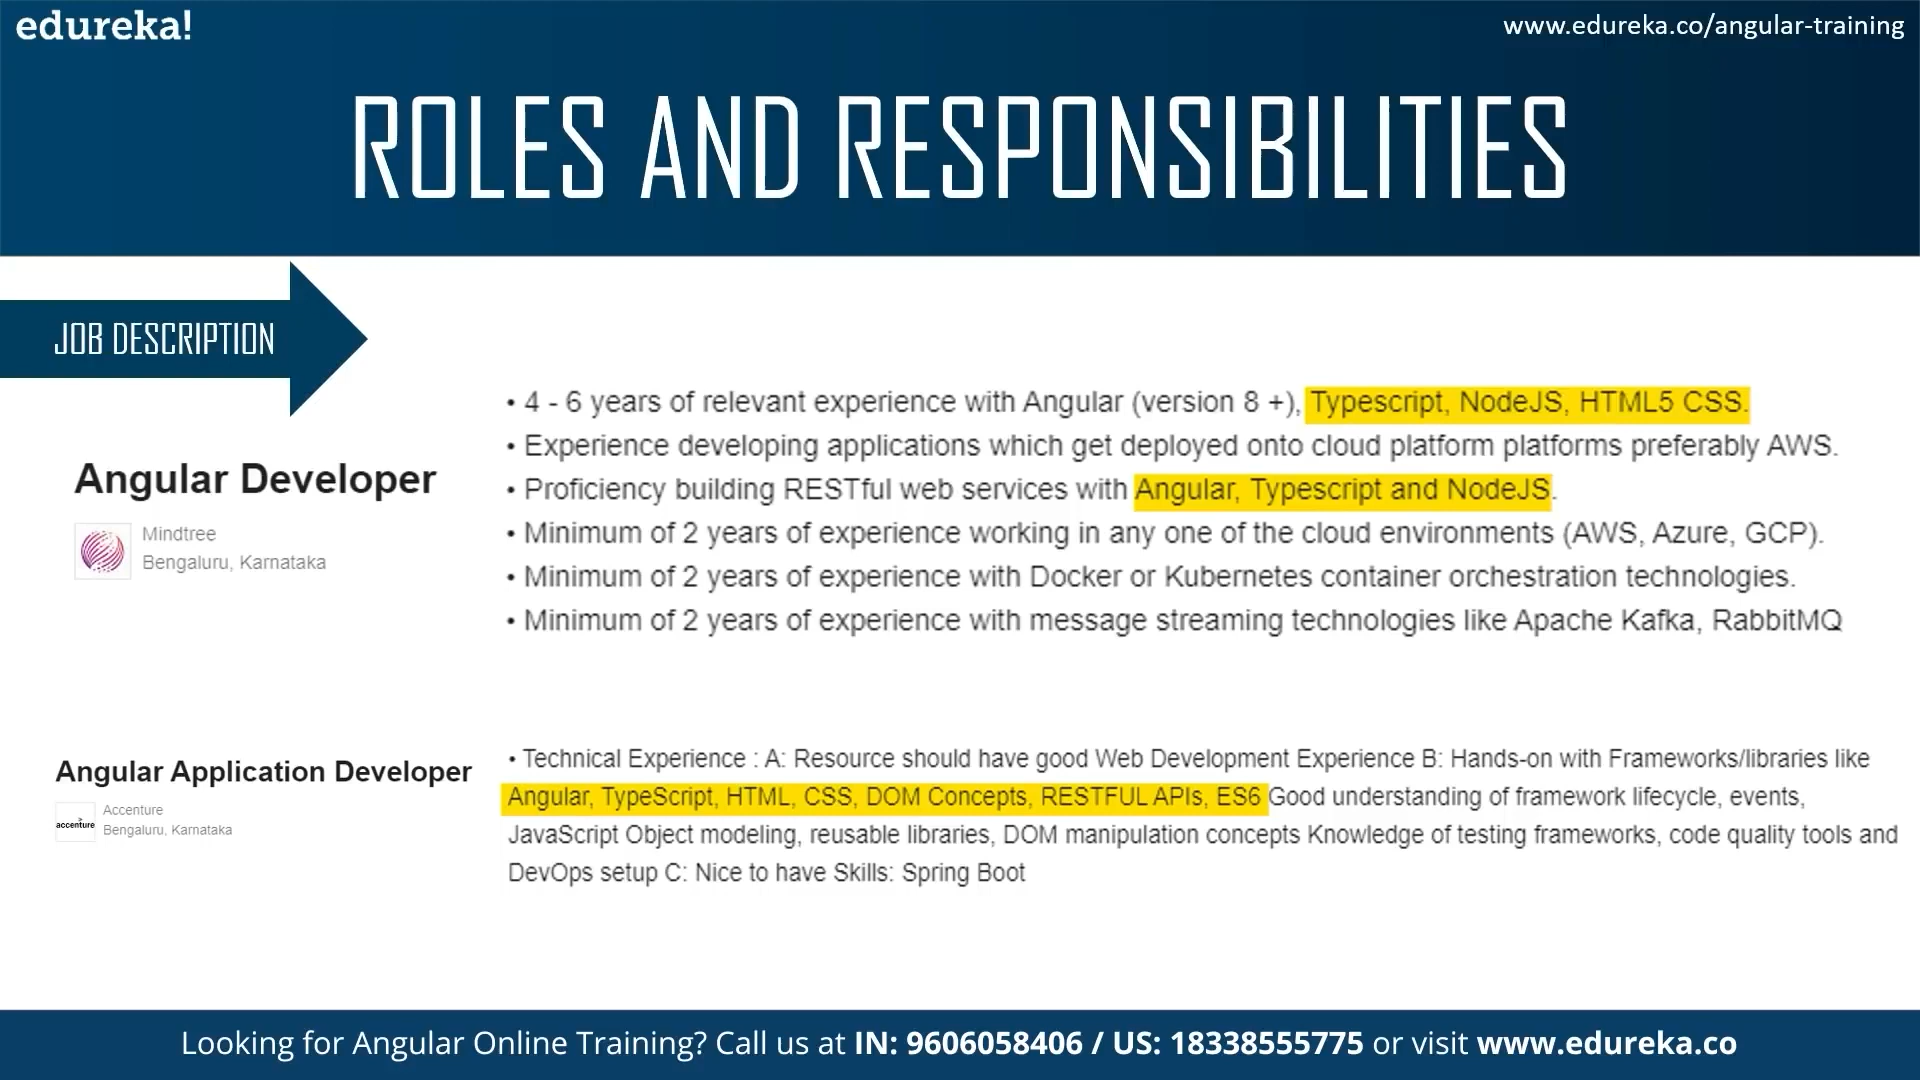 edureka!
www.edureka.co/angular-training
ROLES AND RESPONSIBILITIES
JOB DESCRIPTION
Angular Developer
Mindtree
Bengaluru, Karnataka
• 4 - 6 years of relevant experience with Angular (version 8 +), Typescript, NodeJS, HTML5 CSS.
• Experience developing applications which get deployed onto cloud platform platforms preferably AWS.
• Proficiency building RESTful web services with Angular, Typescript and NodeJS.
• Minimum of 2 years of experience working in any one of the cloud environments (AWS, Azure, GCP).
• Minimum of 2 years of experience with Docker or Kubernetes container orchestration technologies.
• Minimum of 2 years of experience with message streaming technologies like Apache Kafka, RabbitMQ
Angular Application Developer
accenture
Accenture
Bengaluru, Karnataka
• Technical Experience : A: Resource should have good Web Development Experience B: Hands-on with Frameworks/libraries like
Angular, TypeScript, HTML, CSS, DOM Concepts, RESTFUL APIs, ES6 Good understanding of framework lifecycle, events,
JavaScript Object modeling, reusable libraries, DOM manipulation concepts Knowledge of testing frameworks, code quality tools and
DevOps setup C: Nice to have Skills: Spring Boot
Looking for Angular Online Training? Call us at IN: 9606058406 / US: 18338555775 or visit www.edureka.co